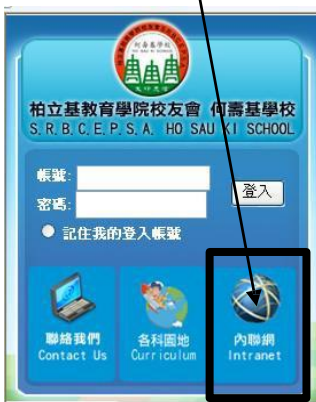 柏立基教育學院校友會 何壽基學校
S.R.B.C.E.P.S.A. HO SAU KI SCHOOL
帳號:
密碼:
登入
記住我的登入帳號
聯絡我們
Contact Us
各科園地
Curriculum
內聯網
Intranet